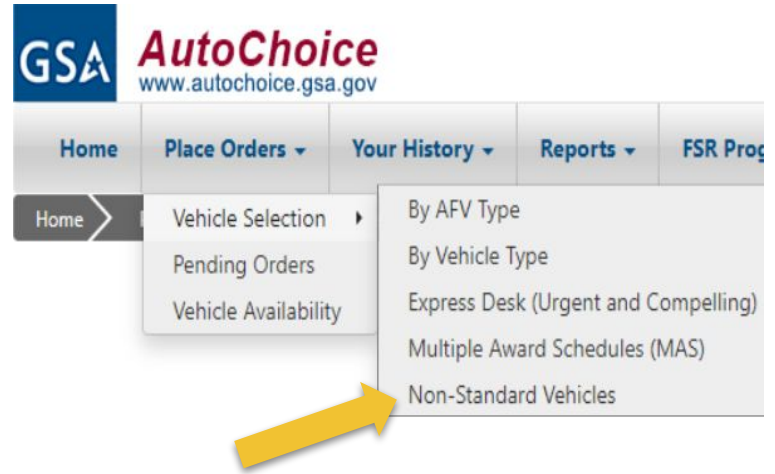 GSA AutoChoice
www.autochoice.gsa.gov
Home Place Orders Your History Reports FSR Prog
Home
Vehicle Selection
Pending Orders
Vehicle Availability
By AFV Type
By Vehicle Type
Express Desk (Urgent and Compelling)
Multiple Award Schedules (MAS)
Non-Standard Vehicles